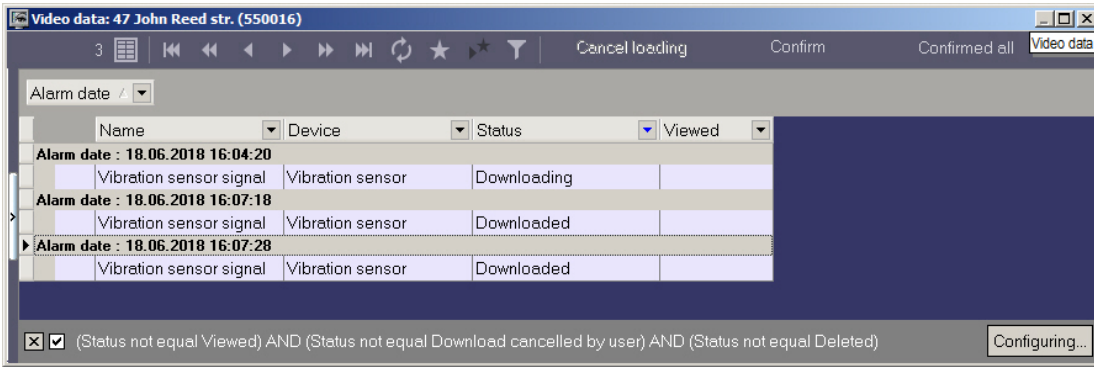 Video data: 47 John Reed str. (550016)
3 Cancel loading Confirm Confirmed all Video data
Alarm date
Name Device Status Viewed
Alarm date : 18.06.2018 16:04:20
Vibration sensor signal Vibration sensor Downloading
Alarm date : 18.06.2018 16:07:18
Vibration sensor signal Vibration sensor Downloaded
Alarm date : 18.06.2018 16:07:28
Vibration sensor signal Vibration sensor Downloaded
(Status not equal Viewed) AND (Status not equal Download cancelled by user) AND (Status not equal Deleted) Configuring...